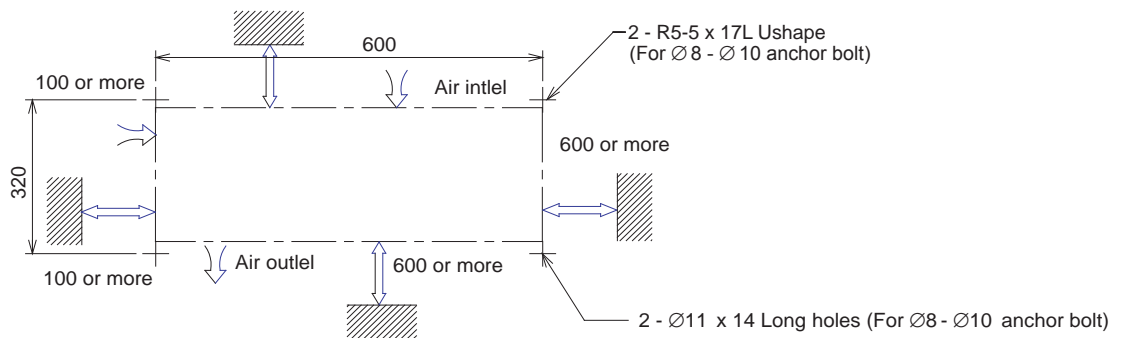 2 - R5-5 x 17L Ushape
(For ∅8 - ∅10 anchor bolt)
600
100 or more
Air intlel
600 or more
320
100 or more
Air outlel
600 or more
2 - ∅11 x 14 Long holes (For ∅8 - ∅10 anchor bolt)